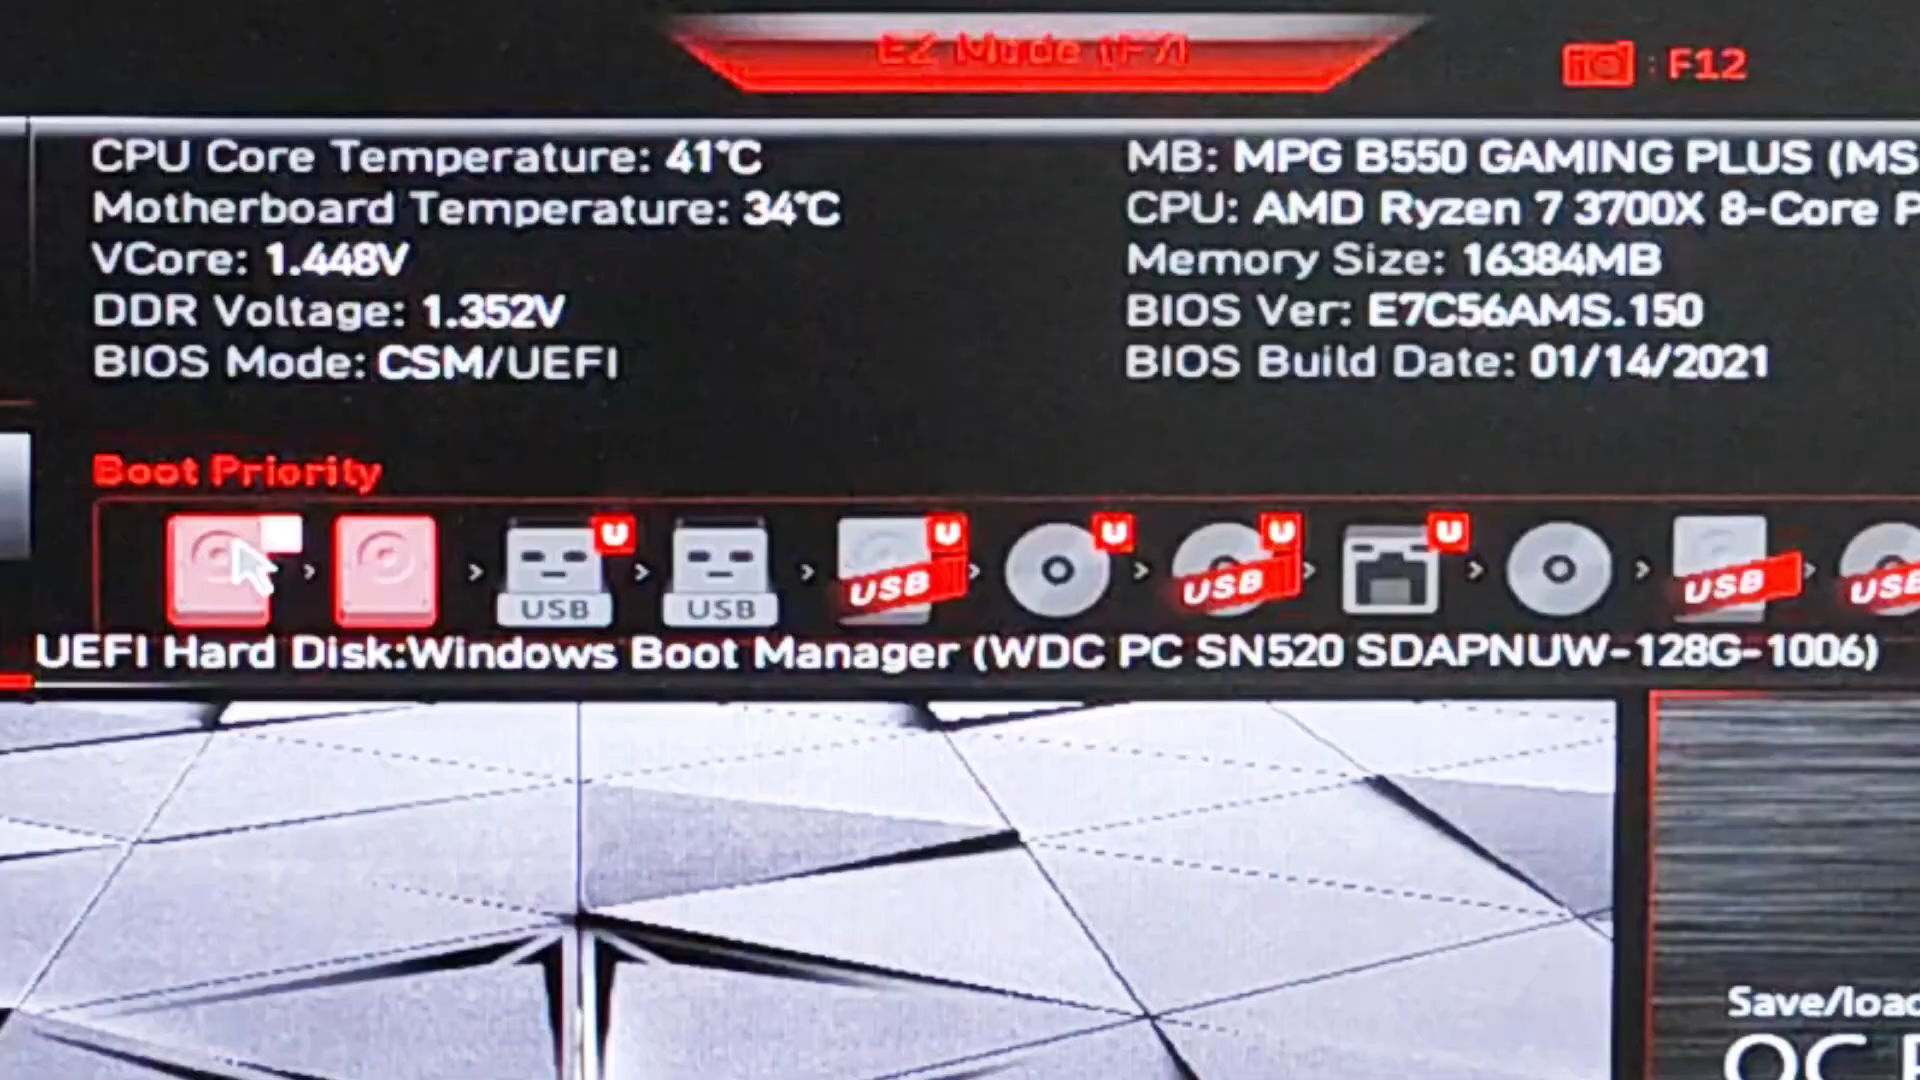 EZ Mode (F7)
: F12
CPU Core Temperature: 41°C
Motherboard Temperature: 34°C
VCore: 1.448V
DDR Voltage: 1.352V
BIOS Mode: CSM/UEFI
MB: MPG B550 GAMING PLUS (MS
CPU: AMD Ryzen 7 3700X 8-Core P
Memory Size: 16384MB
BIOS Ver: E7C56AMS.150
BIOS Build Date: 01/14/2021
Boot Priority
U U U U U
USB USB USB USB USB USB
UEFI Hard Disk:Windows Boot Manager (WDC PC SN520 SDAPNUW-128G-1006)
Save/load
OC